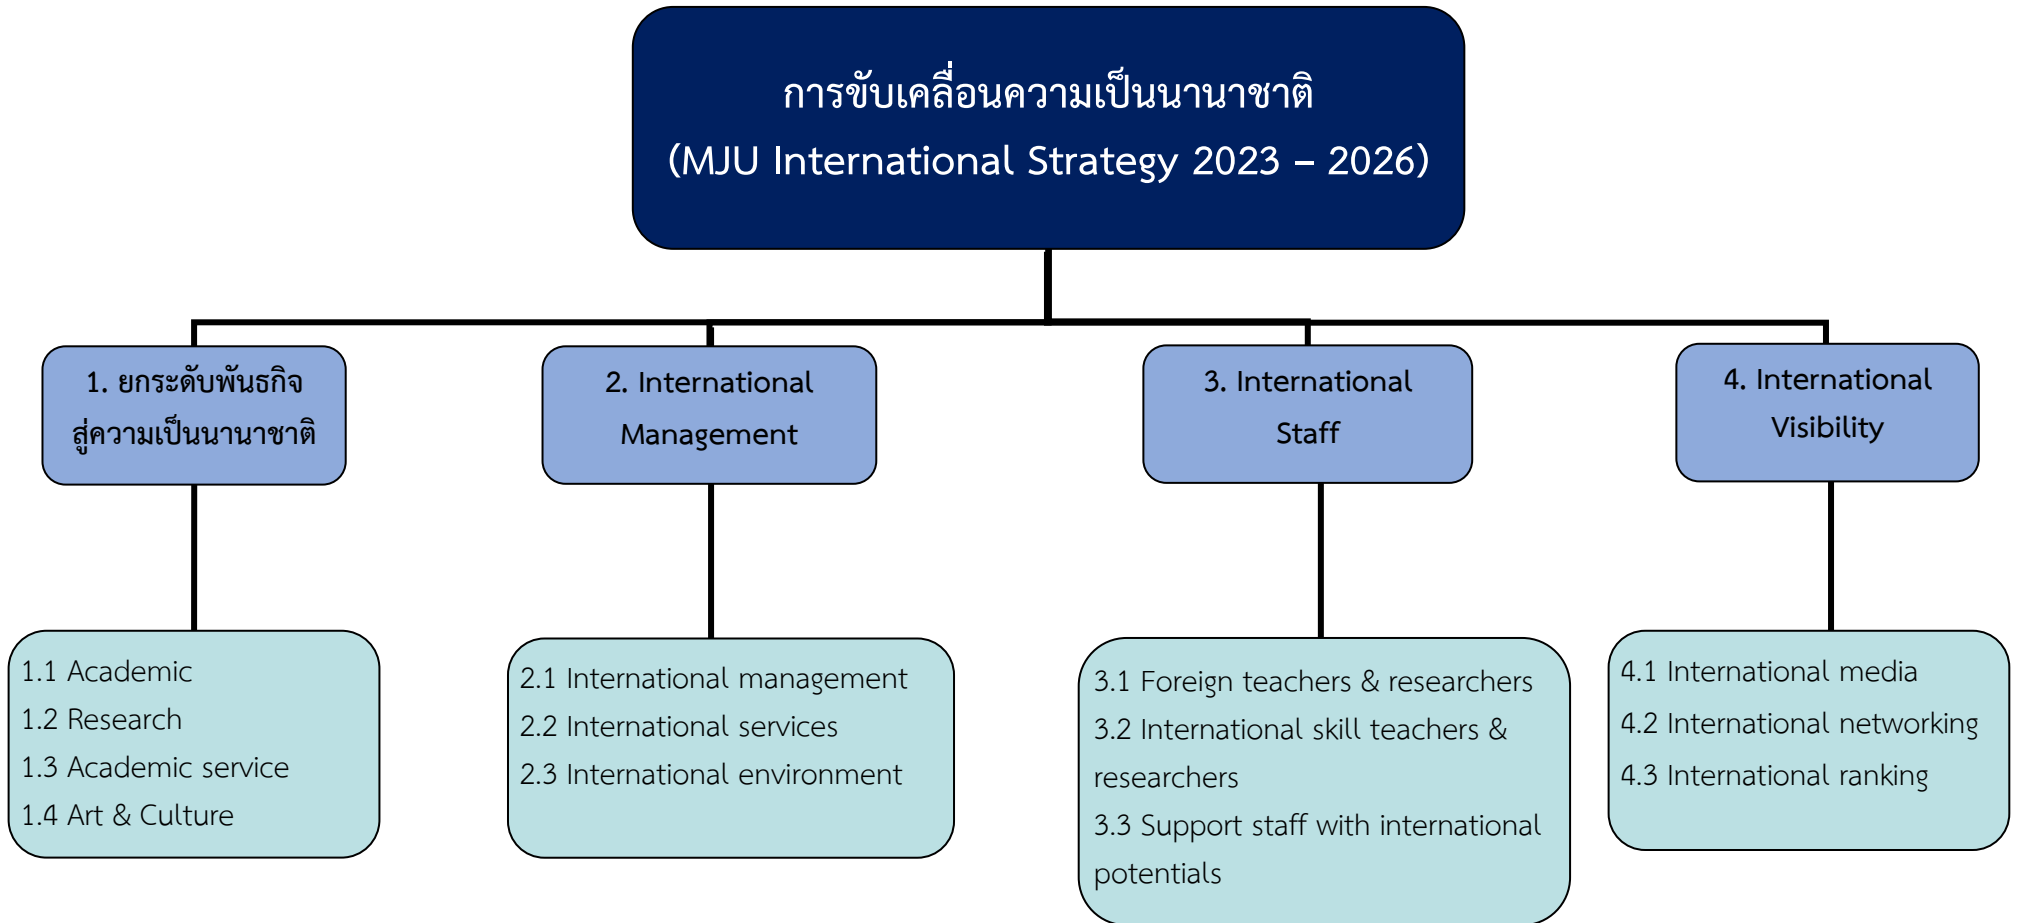 การขับเคลื่อนความเป็นนานาชาติ
(MJU International Strategy 2023 – 2026)
1. ยกระดับพันธกิจ
สู่ความเป็นนานาชาติ
2. International
Management
3. International
Staff
4. International
Visibility
1.1 Academic
1.2 Research
1.3 Academic service
1.4 Art & Culture
2.1 International management
2.2 International services
2.3 International environment
3.1 Foreign teachers & researchers
3.2 International skill teachers &
researchers
3.3 Support staff with international
potentials
4.1 International media
4.2 International networking
4.3 International ranking